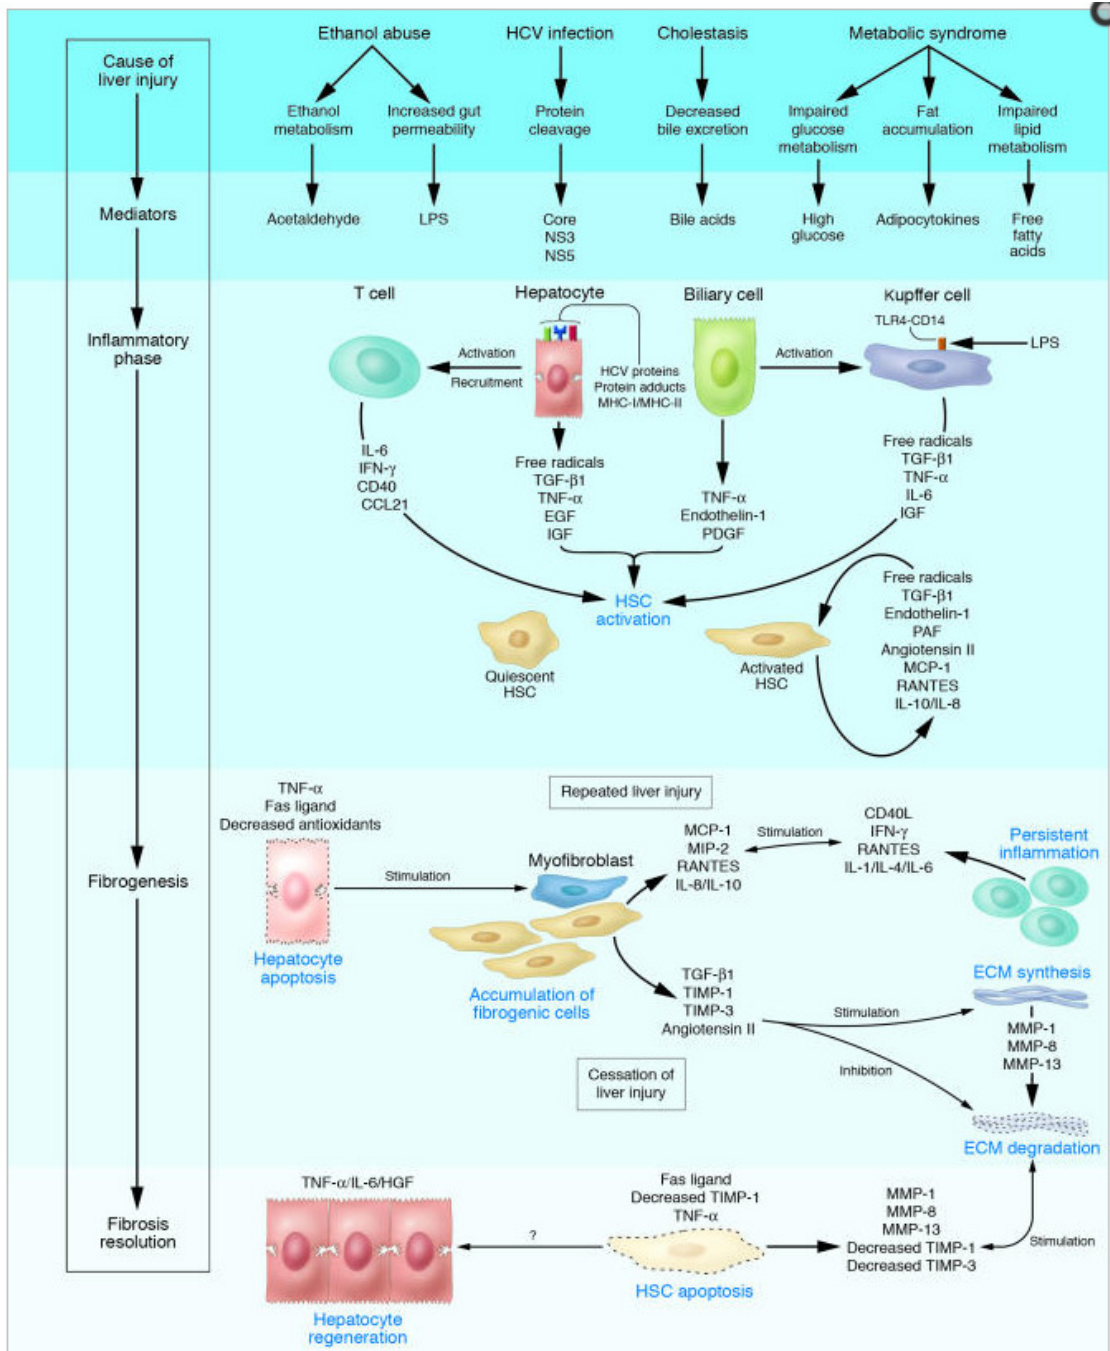 Cause of
liver injury
Mediators
Inflammatory
phase
Fibrogenesis
Fibrosis
resolution
Ethanol abuse
HCV infection
Cholestasis
Metabolic syndrome
Ethanol
metabolism
Increased gut
permeability
Protein
cleavage
Decreased
bile excretion
Impaired
glucose
metabolism
Fat
accumulation
Impaired
lipid
metabolism
Acetaldehyde
LPS
Core
NS3
NS5
Bile acids
High
glucose
Adipocytokines
Free
fatty
acids
T cell
Hepatocyte
Biliary cell
Kupffer cell
TLR4-CD14
LPS
Activation
Recruitment
HCV proteins
Protein adducts
MHC-I/MHC-II
Activation
IL-6
IFN-γ
CD40
CCL21
Free radicals
TGF-β1
TNF-α
EGF
IGF
TNF-α
Endothelin-1
PDGF
Free radicals
TGF-β1
TNF-α
IL-6
IGF
HSC
activation
Quiescent
HSC
Activated
HSC
Free radicals
TGF-β1
Endothelin-1
PAF
Angiotensin II
MCP-1
RANTES
IL-10/IL-8
Repeated liver injury
TNF-α
Fas ligand
Decreased antioxidants
Hepatocyte
apoptosis
Stimulation
Myofibroblast
Accumulation of
fibrogenic cells
MCP-1
MIP-2
RANTES
IL-8/IL-10
Stimulation
CD40L
IFN-γ
RANTES
IL-1/IL-4/IL-6
Persistent
inflammation
TGF-β1
TIMP-1
TIMP-3
Angiotensin II
Stimulation
Inhibition
ECM synthesis
MMP-1
MMP-8
MMP-13
ECM degradation
Cessation of
liver injury
TNF-α/IL-6/HGF
Hepatocyte
regeneration
?
Fas ligand
Decreased TIMP-1
TNF-α
HSC apoptosis
MMP-1
MMP-8
MMP-13
Decreased TIMP-1
Decreased TIMP-3
Stimulation